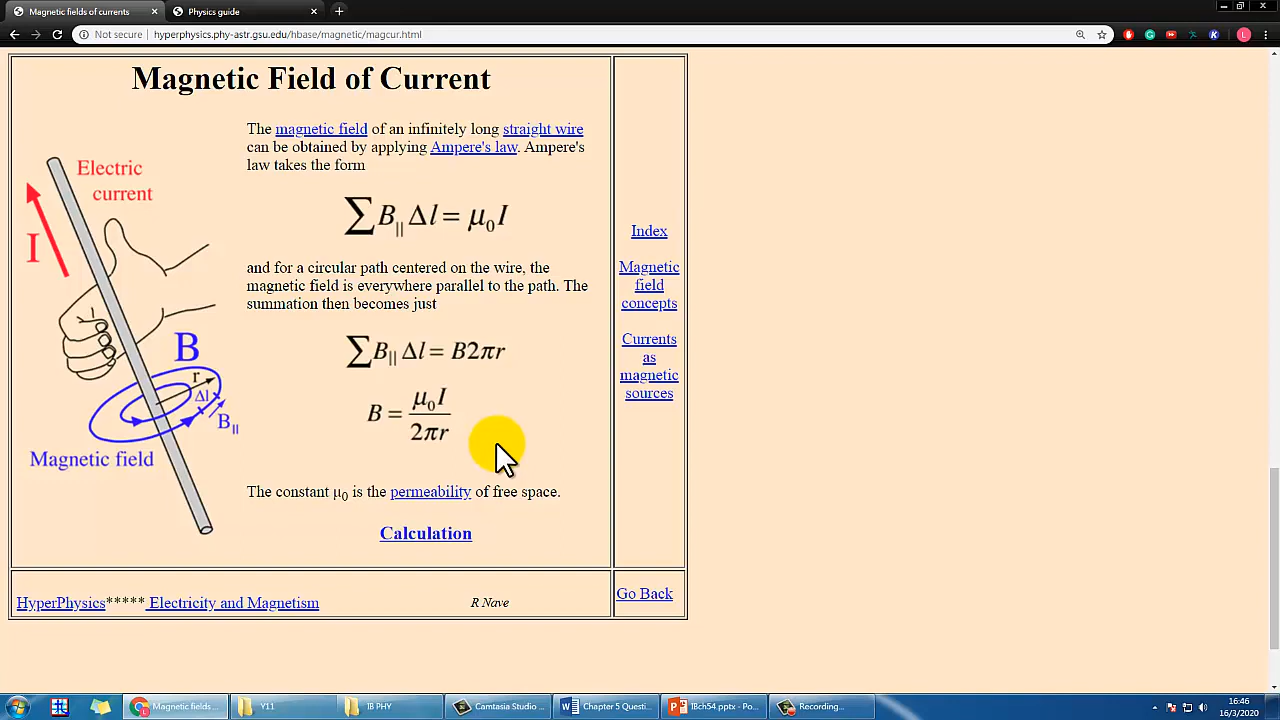 Magnetic fields of currents
Physics guide
Not secure | hyperphysics.phy-astr.gsu.edu/hbase/magnetic/magcur.html
Magnetic Field of Current
The magnetic field of an infinitely long straight wire
can be obtained by applying Ampere's law. Ampere's
law takes the form
∑B∥Δl = μ₀I
and for a circular path centered on the wire, the
magnetic field is everywhere parallel to the path. The
summation then becomes just
∑B∥Δl = B2πr
B = μ₀I / 2πr
The constant μ₀ is the permeability of free space.
Calculation
Electric
current
I
B
r
Δl
B∥
Magnetic field
Index
Magnetic
field
concepts
Currents
as
magnetic
sources
HyperPhysics***** Electricity and Magnetism
R Nave
Go Back
Magnetic fields ...
Y11
IB PHY
Camtasia Studio ...
Chapter 5 Questi...
IBch54.pptx - Po...
Recording...
16:46
16/3/2020